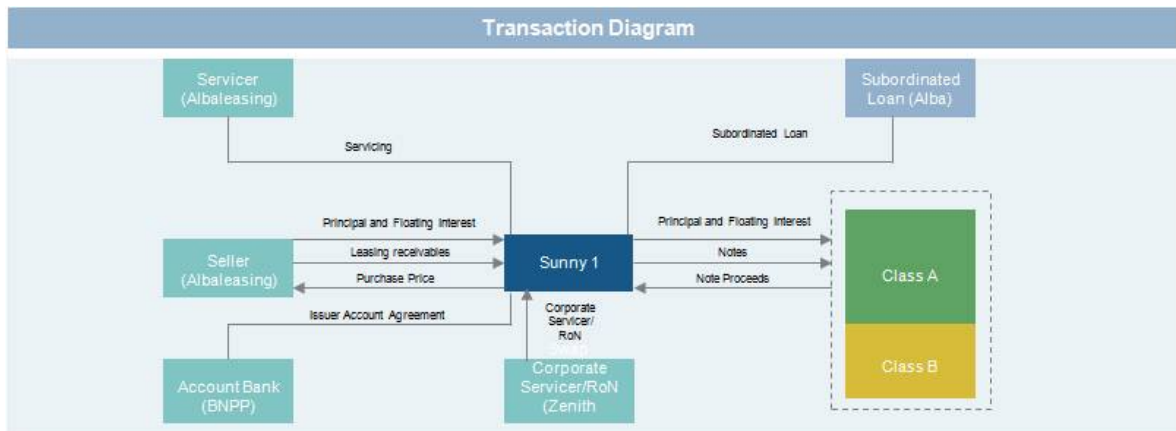 Transaction Diagram
Servicer
(Albaleasing)
Subordinated
Loan (Alba)
Servicing
Subordinated Loan
Principal and Floating Interest
Leasing receivables
Purchase Price
Seller
(Albaleasing)
Sunny 1
Principal and Floating Interest
Notes
Note Proceeds
Class A
Class B
Issuer Account Agreement
Corporate
Servicer/
RoN
Account Bank
(BNPP)
Swap
Corporate
Servicer/RoN
(Zenith